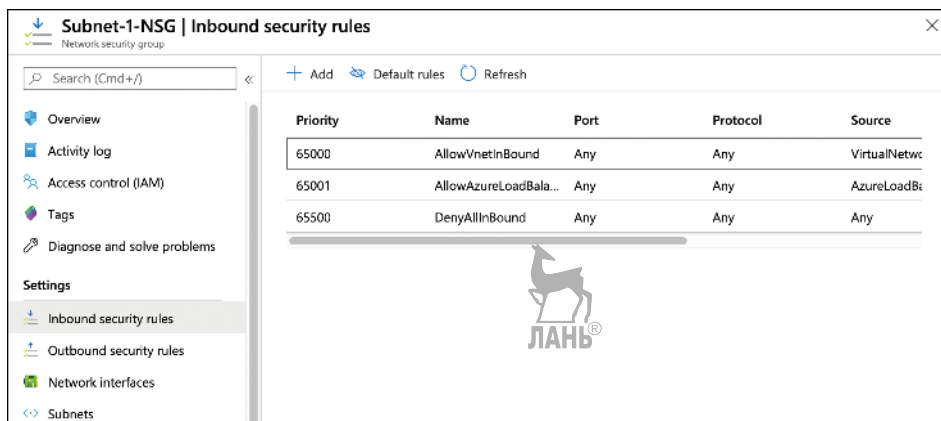 Subnet-1-NSG | Inbound security rules
Network security group
Search (Cmd+/)
Add Default rules Refresh
Overview
Activity log
Access control (IAM)
Tags
Diagnose and solve problems
Settings
Inbound security rules
Outbound security rules
Network interfaces
Subnets
Priority Name Port Protocol Source
65000 AllowVnetInBound Any Any VirtualNetwo
65001 AllowAzureLoadBala... Any Any AzureLoadBa
65500 DenyAllInBound Any Any Any
ЛАНЬ®